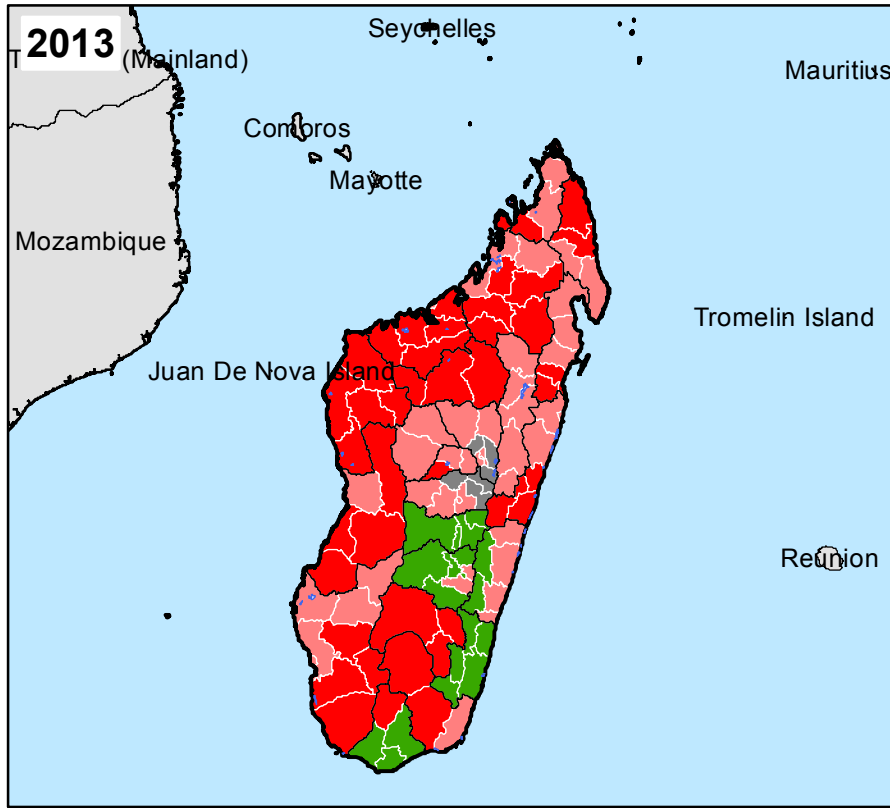 2013
Seychelles
T (Mainland)
Mauritius
Comoros
Mayotte
Mozambique
Tromelin Island
Juan De Nova Island
Reunion